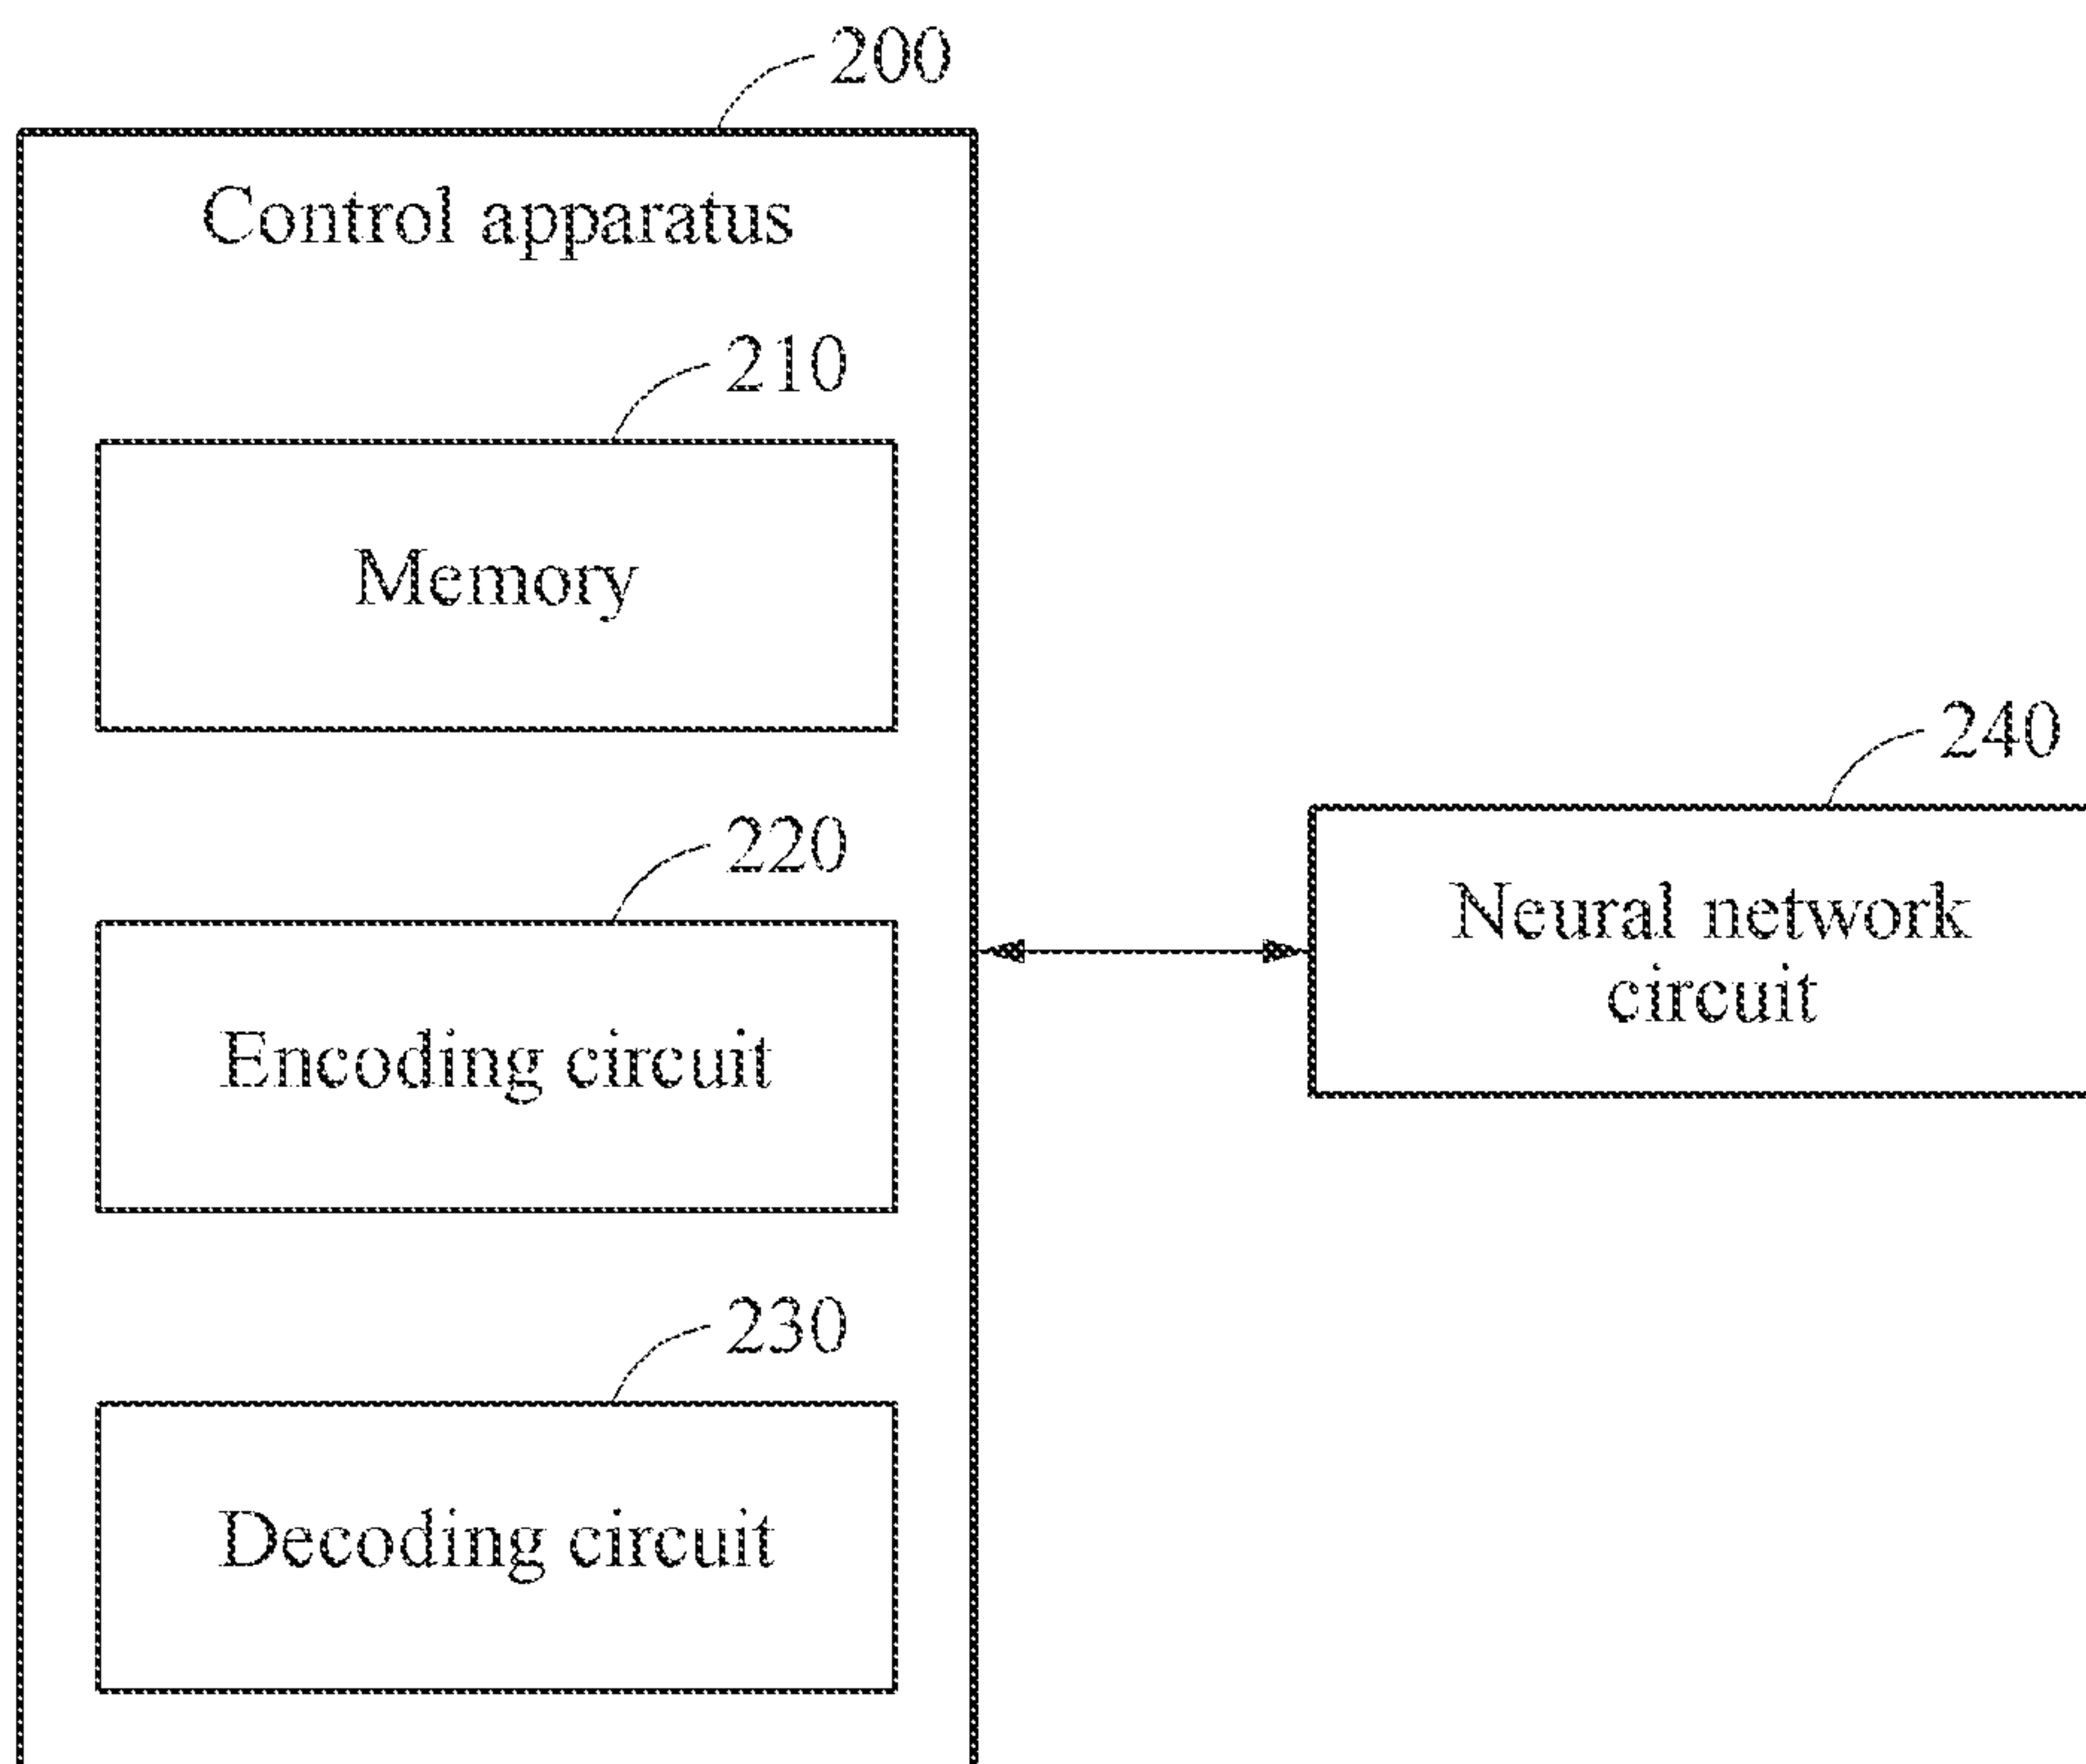 200
Control apparatus
210
Memory
220
Encoding circuit
230
Decoding circuit
240
Neural network
circuit